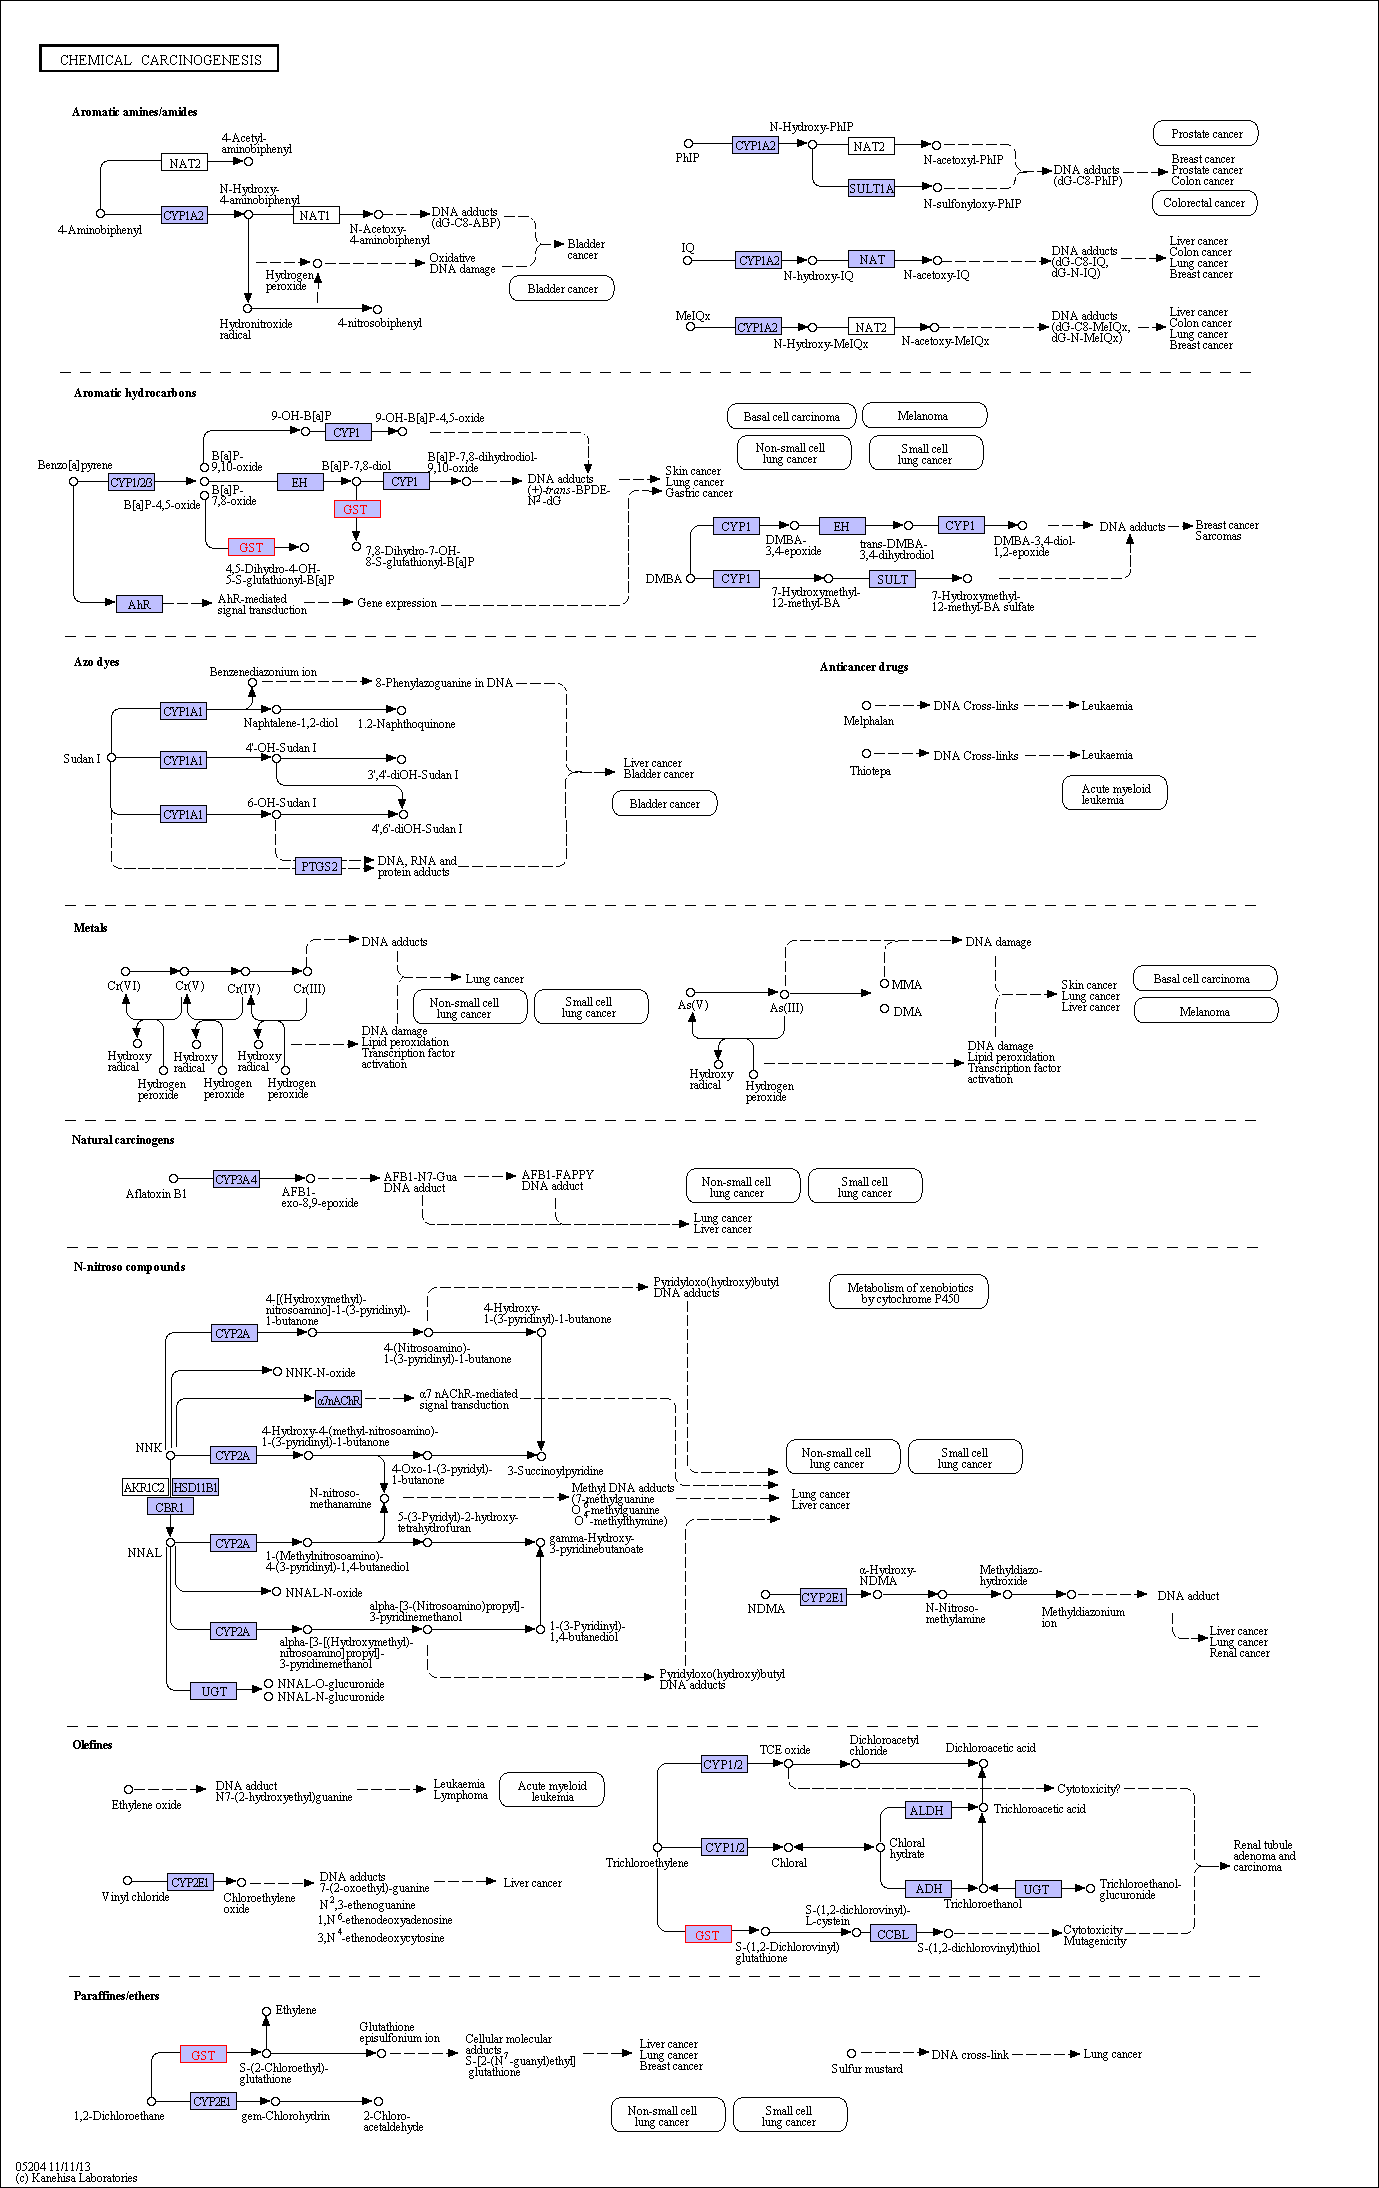 CHEMICAL CARCINOGENESIS
Aromatic amines/amides
4-Acetyl-
aminobiphenyl
NAT2
N-Hydroxy-
4-aminobiphenyl
CYP1A2
NAT1
4-Aminobiphenyl
N-Acetoxy-
4-aminobiphenyl
DNA adducts
(dG-C8-ABP)
Hydrogen
peroxide
Oxidative
DNA damage
Bladder
cancer
Bladder cancer
Hydronitroxide
radical
4-nitrosobiphenyl
PhIP
CYP1A2
N-Hydroxy-PhIP
NAT2
N-acetoxyl-PhIP
SULT1A
N-sulfonyloxy-PhIP
DNA adducts
(dG-C8-PhIP)
Prostate cancer
Breast cancer
Prostate cancer
Colon cancer
Colorectal cancer
IQ
CYP1A2
N-hydroxy-IQ
NAT
N-acetoxy-IQ
DNA adducts
(dG-C8-IQ,
dG-N-IQ)
Liver cancer
Colon cancer
Lung cancer
Breast cancer
MeIQx
CYP1A2
N-Hydroxy-MeIQx
NAT2
N-acetoxy-MeIQx
DNA adducts
(dG-C8-MeIQx,
dG-N-MeIQx)
Liver cancer
Colon cancer
Lung cancer
Breast cancer
Aromatic hydrocarbons
9-OH-B[a]P
CYP1
9-OH-B[a]P-4,5-oxide
Benzo[a]pyrene
CYP1/2/3
B[a]P-
9,10-oxide
B[a]P-4,5-oxide
B[a]P-
7,8-oxide
EH
B[a]P-7,8-diol
CYP1
B[a]P-7,8-dihydrodiol-
9,10-oxide
DNA adducts
(+)-trans-BPDE-
N2-dG
GST
GST
4,5-Dihydro-4-OH-
5-S-glutathionyl-B[a]P
7,8-Dihydro-7-OH-
8-S-glutathionyl-B[a]P
AhR
AhR-mediated
signal transduction
Gene expression
Skin cancer
Lung cancer
Gastric cancer
Basal cell carcinoma
Melanoma
Non-small cell
lung cancer
Small cell
lung cancer
CYP1
DMBA-
3,4-epoxide
EH
trans-DMBA-
3,4-dihydrodiol
CYP1
DMBA-3,4-diol-
1,2-epoxide
DNA adducts
Breast cancer
Sarcomas
DMBA
CYP1
7-Hydroxymethyl-
12-methyl-BA
SULT
7-Hydroxymethyl-
12-methyl-BA sulfate
Azo dyes
Benzenediazonium ion
8-Phenylazoguanine in DNA
CYP1A1
Naphtalene-1,2-diol
1.2-Naphthoquinone
Sudan I
CYP1A1
4'-OH-Sudan I
3',4'-diOH-Sudan I
CYP1A1
6-OH-Sudan I
4',6'-diOH-Sudan I
PTGS2
DNA, RNA and
protein adducts
Liver cancer
Bladder cancer
Bladder cancer
Anticancer drugs
Melphalan
DNA Cross-links
Leukaemia
Thiotepa
DNA Cross-links
Leukaemia
Acute myeloid
leukemia
Metals
DNA adducts
Cr(VI)
Cr(V)
Cr(IV)
Cr(III)
Lung cancer
Non-small cell
lung cancer
Small cell
lung cancer
Hydroxy
radical
Hydroxy
radical
Hydroxy
radical
Hydrogen
peroxide
Hydrogen
peroxide
Hydrogen
peroxide
DNA damage
Lipid peroxidation
Transcription factor
activation
As(V)
As(III)
MMA
DMA
DNA damage
Hydroxy
radical
Hydrogen
peroxide
DNA damage
Lipid peroxidation
Transcription factor
activation
Skin cancer
Lung cancer
Liver cancer
Basal cell carcinoma
Melanoma
Natural carcinogens
Aflatoxin B1
CYP3A4
AFB1-
exo-8,9-epoxide
AFB1-N7-Gua
DNA adduct
AFB1-FAPPY
DNA adduct
Non-small cell
lung cancer
Small cell
lung cancer
Lung cancer
Liver cancer
N-nitroso compounds
CYP2A
4-[(Hydroxymethyl)-
nitrosoamino]-1-(3-pyridinyl)-
1-butanone
4-(Nitrosoamino)-
1-(3-pyridinyl)-1-butanone
4-Hydroxy-
1-(3-pyridinyl)-1-butanone
Pyridyloxo(hydroxy)butyl
DNA adducts
Metabolism of xenobiotics
by cytochrome P450
NNK-N-oxide
α7nAChR
α7 nAChR-mediated
signal transduction
NNK
CYP2A
4-Hydroxy-4-(methyl-nitrosoamino)-
1-(3-pyridinyl)-1-butanone
4-Oxo-1-(3-pyridyl)-
1-butanone
3-Succinoylpyridine
AKR1C2
HSD11B1
CBR1
N-nitroso-
methanamine
Methyl DNA adducts
(7-methylguanine
O6-methylguanine
O4-methylthymine)
Non-small cell
lung cancer
Small cell
lung cancer
Lung cancer
Liver cancer
NNAL
CYP2A
1-(Methylnitrosoamino)-
4-(3-pyridinyl)-1,4-butanediol
5-(3-Pyridyl)-2-hydroxy-
tetrahydrofuran
gamma-Hydroxy-
3-pyridinebutanoate
NNAL-N-oxide
CYP2A
alpha-[3-[(Hydroxymethyl)-
nitrosoamino]propyl]-
3-pyridinemethanol
alpha-[3-(Nitrosoamino)propyl]-
3-pyridinemethanol
1-(3-Pyridinyl)-
1,4-butanediol
UGT
NNAL-O-glucuronide
NNAL-N-glucuronide
Pyridyloxo(hydroxy)butyl
DNA adducts
NDMA
CYP2E1
α-Hydroxy-
NDMA
N-Nitroso-
methylamine
Methyldiazo-
hydroxide
Methyldiazonium
ion
DNA adduct
Liver cancer
Lung cancer
Renal cancer
Olefines
Ethylene oxide
DNA adduct
N7-(2-hydroxyethyl)guanine
Leukaemia
Lymphoma
Acute myeloid
leukemia
Vinyl chloride
CYP2E1
Chloroethylene
oxide
DNA adducts
7-(2-oxoethyl)-guanine
N2,3-ethenoguanine
1,N6-ethenodeoxyadenosine
3,N4-ethenodeoxycytosine
Liver cancer
CYP1/2
TCE oxide
Dichloroacetyl
chloride
Dichloroacetic acid
Cytotoxicity?
ALDH
Trichloroacetic acid
Trichloroethylene
CYP1/2
Chloral
Chloral
hydrate
ADH
Trichloroethanol
UGT
Trichloroethanol-
glucuronide
GST
S-(1,2-Dichlorovinyl)
glutathione
S-(1,2-dichlorovinyl)-
L-cystein
CCBL
S-(1,2-dichlorovinyl)thiol
Cytotoxicity
Mutagenicity
Renal tubule
adenoma and
carcinoma
Paraffines/ethers
Ethylene
GST
S-(2-Chloroethyl)-
glutathione
Glutathione
episulfonium ion
Cellular molecular
adducts
S-[2-(N7-guanyl)ethyl]
glutathione
Liver cancer
Lung cancer
Breast cancer
1,2-Dichloroethane
CYP2E1
gem-Chlorohydrin
2-Chloro-
acetaldehyde
Non-small cell
lung cancer
Small cell
lung cancer
Sulfur mustard
DNA cross-link
Lung cancer
05204 11/11/13
(c) Kanehisa Laboratories